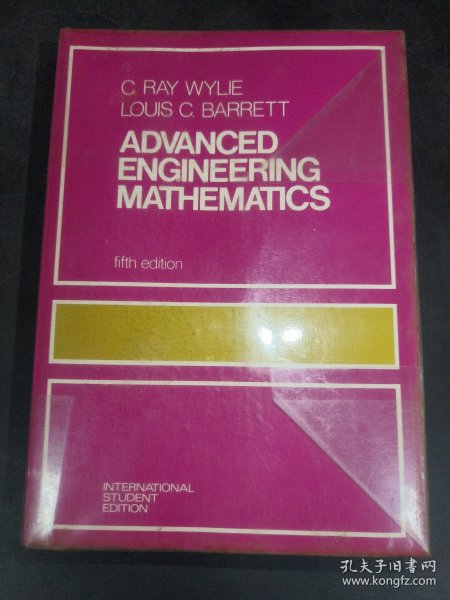 C. RAY WYLIE
LOUIS C. BARRETT
ADVANCED
ENGINEERING
MATHEMATICS
fifth edition
INTERNATIONAL
STUDENT
EDITION
孔夫子旧书网
www.kongfz.com